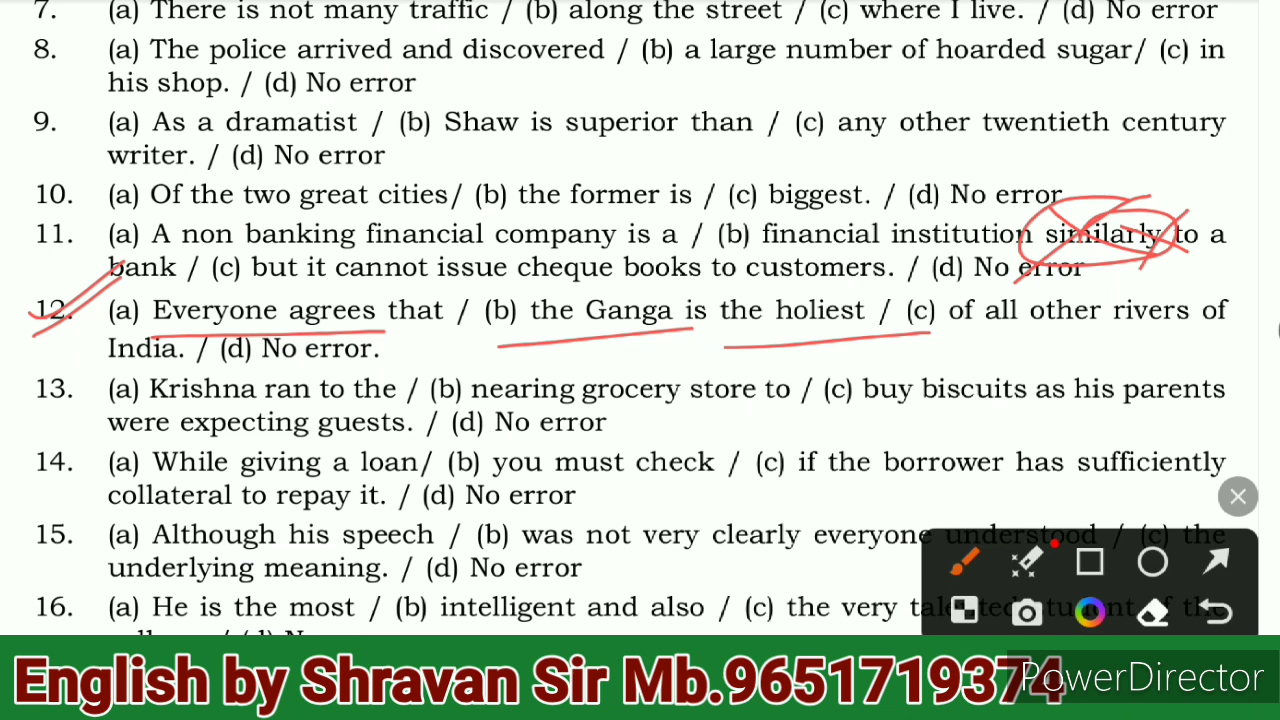 7. (a) There is not many traffic / (b) along the street / (c) where I live. / (d) No error
8. (a) The police arrived and discovered / (b) a large number of hoarded sugar/ (c) in
his shop. / (d) No error
9. (a) As a dramatist / (b) Shaw is superior than / (c) any other twentieth century
writer. / (d) No error
10. (a) Of the two great cities/ (b) the former is / (c) biggest. / (d) No error
11. (a) A non banking financial company is a / (b) financial institution similarly to a
bank / (c) but it cannot issue cheque books to customers. / (d) No error
12. (a) Everyone agrees that / (b) the Ganga is the holiest / (c) of all other rivers of
India. / (d) No error.
13. (a) Krishna ran to the / (b) nearing grocery store to / (c) buy biscuits as his parents
were expecting guests. / (d) No error
14. (a) While giving a loan/ (b) you must check / (c) if the borrower has sufficiently
collateral to repay it. / (d) No error
15. (a) Although his speech / (b) was not very clearly everyone understood / (c) the
underlying meaning. / (d) No error
16. (a) He is the most / (b) intelligent and also / (c) the very talented student of the
English by Shravan Sir Mb.9651719374
PowerDirector